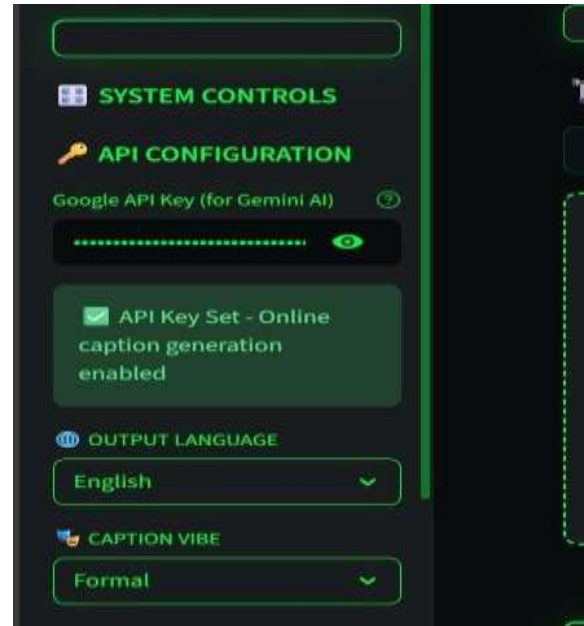 SYSTEM CONTROLS
API CONFIGURATION
Google API Key (for Gemini AI)
API Key Set - Online
caption generation
enabled
OUTPUT LANGUAGE
English
CAPTION VIBE
Formal